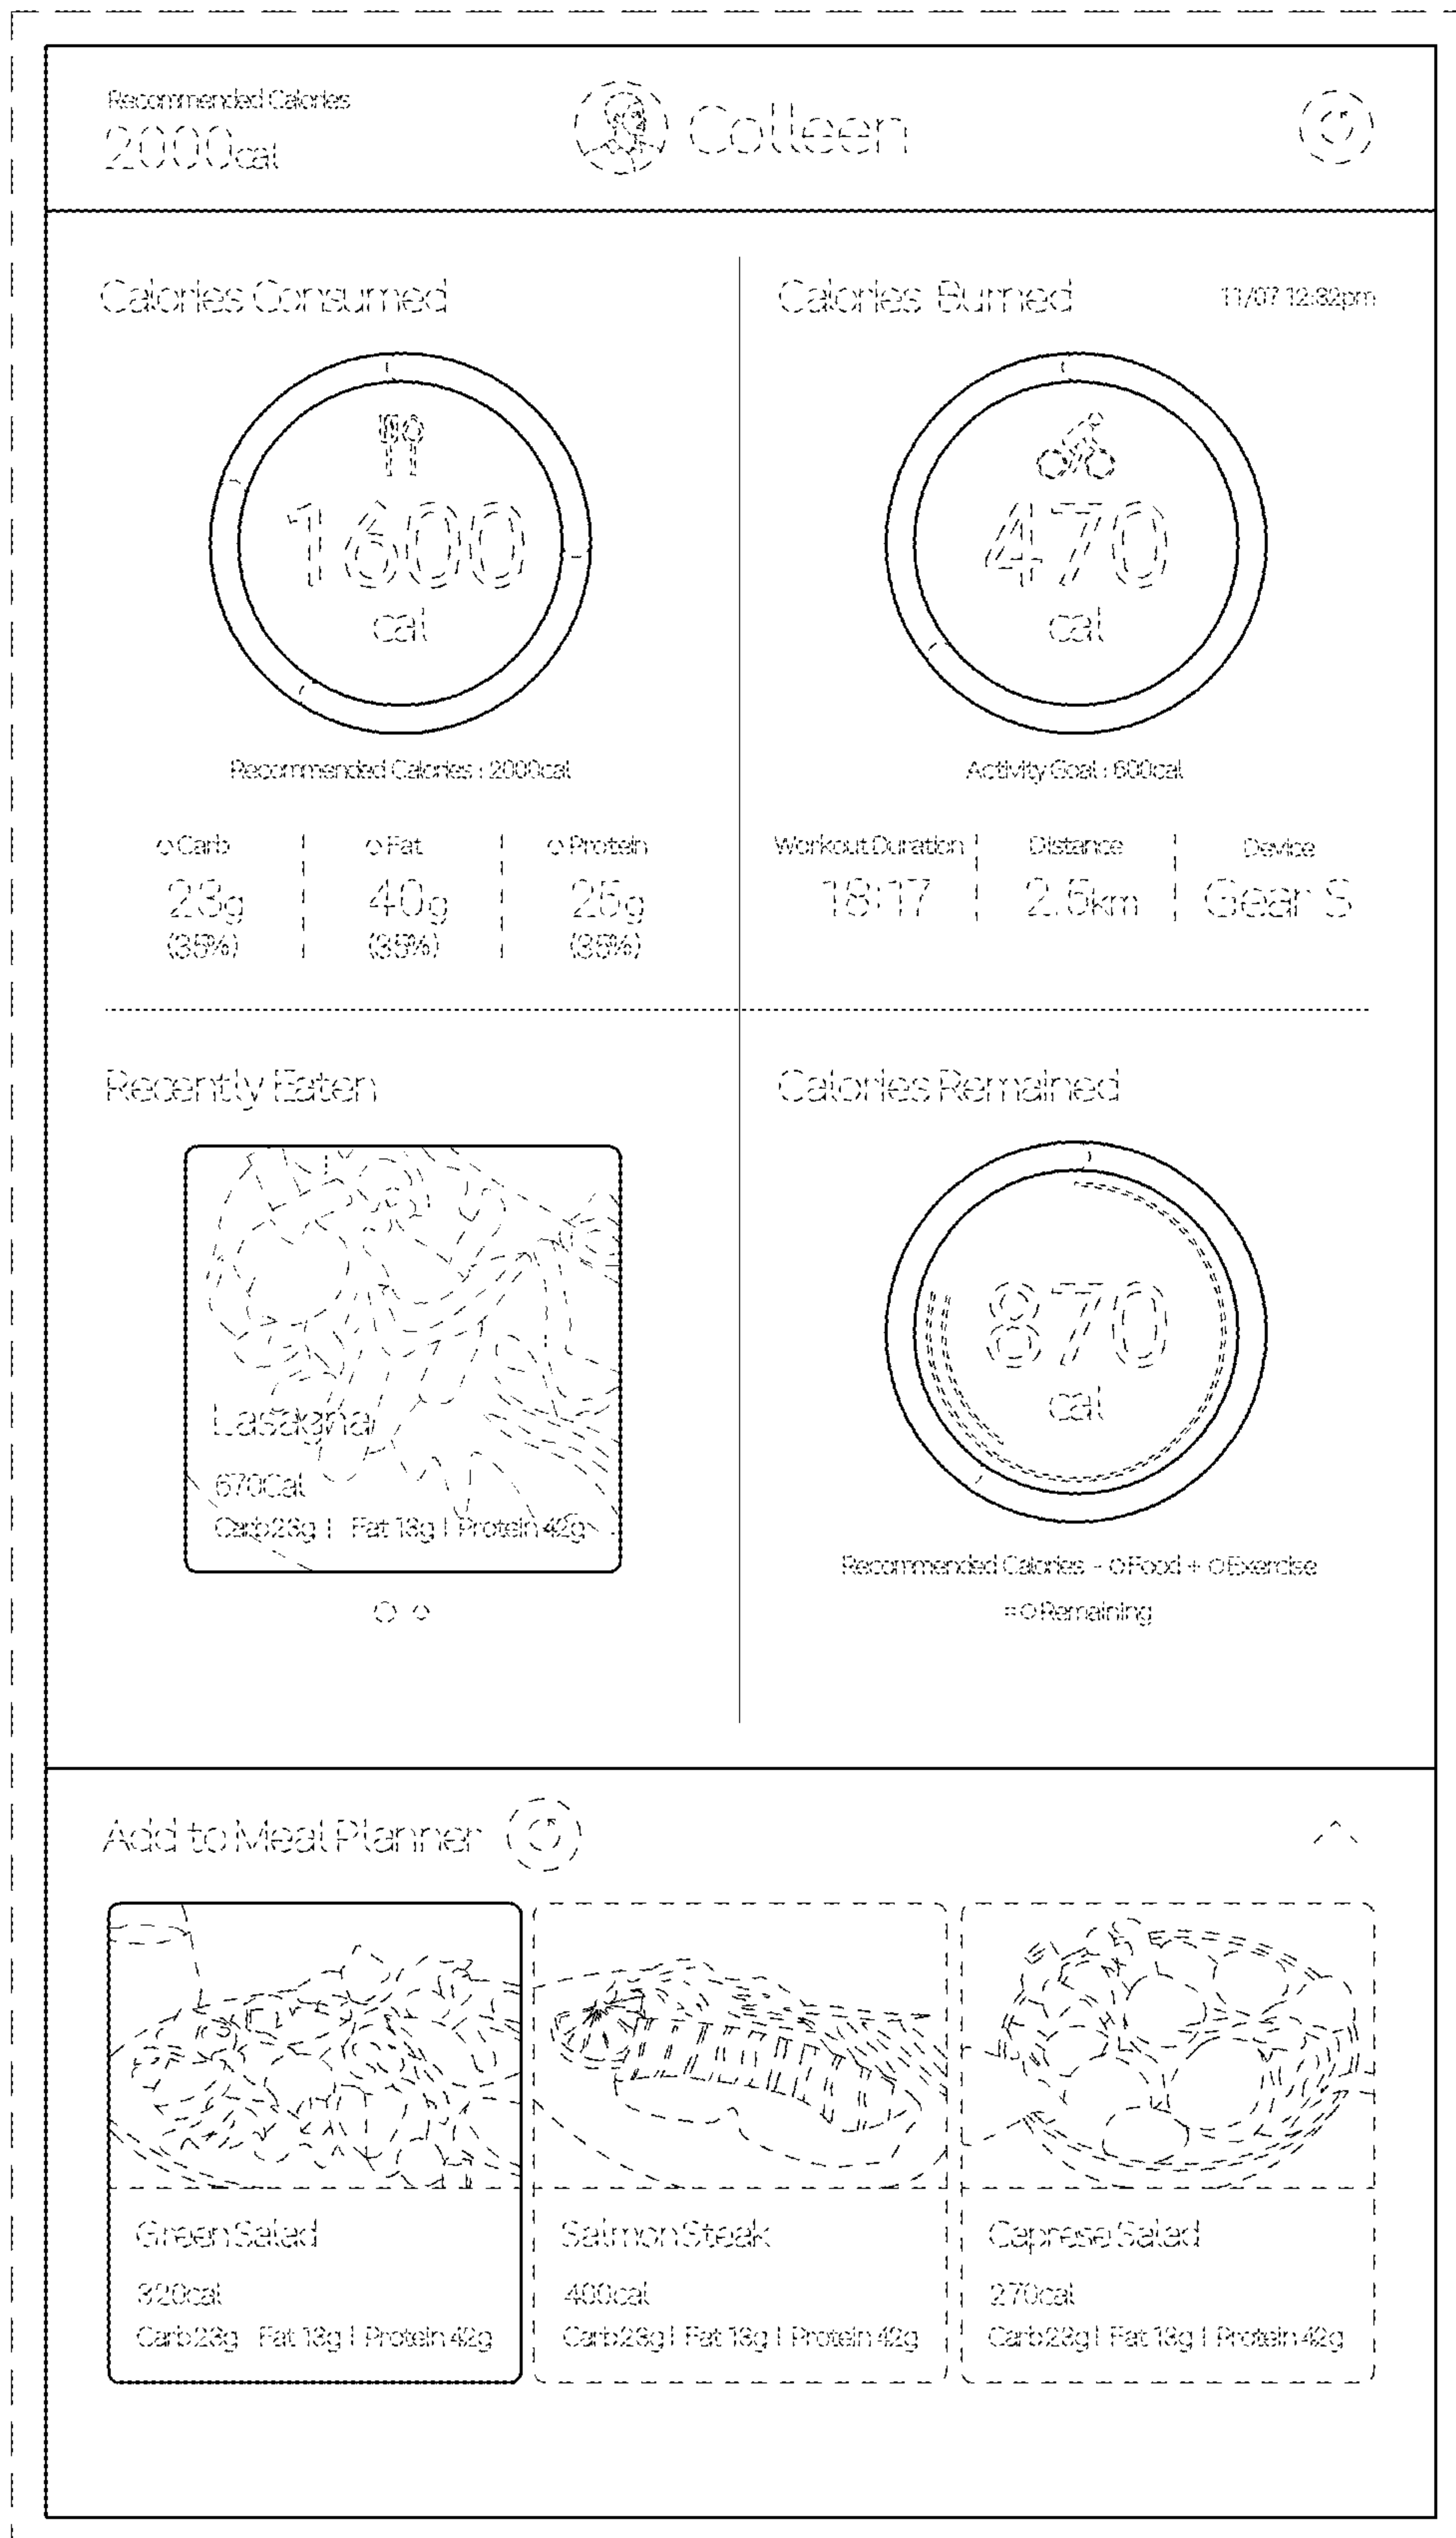 Recommended Calories
2000cal
Colleen
Calories Consumed
1600
cal
Recommended Calories : 2000cal
Carb
23g
(35%)
Fat
40g
(35%)
Protein
25g
(35%)
Calories Burned
11/07 12:32pm
470
cal
Activity Goal : 600cal
Workout Duration
18:17
Distance
2.5km
Device
Gear S
Recently Eaten
Lasagna
670Cal
Carb 23g | Fat 13g | Protein 42g
Calories Remained
870
cal
Recommended Calories - Food + Exercise
= Remaining
Add to Meal Planner
Green Salad
320cal
Carb 23g Fat 13g | Protein 42g
Salmon Steak
400cal
Carb 23g | Fat 13g | Protein 42g
Caprese Salad
270cal
Carb 23g | Fat 13g | Protein 42g